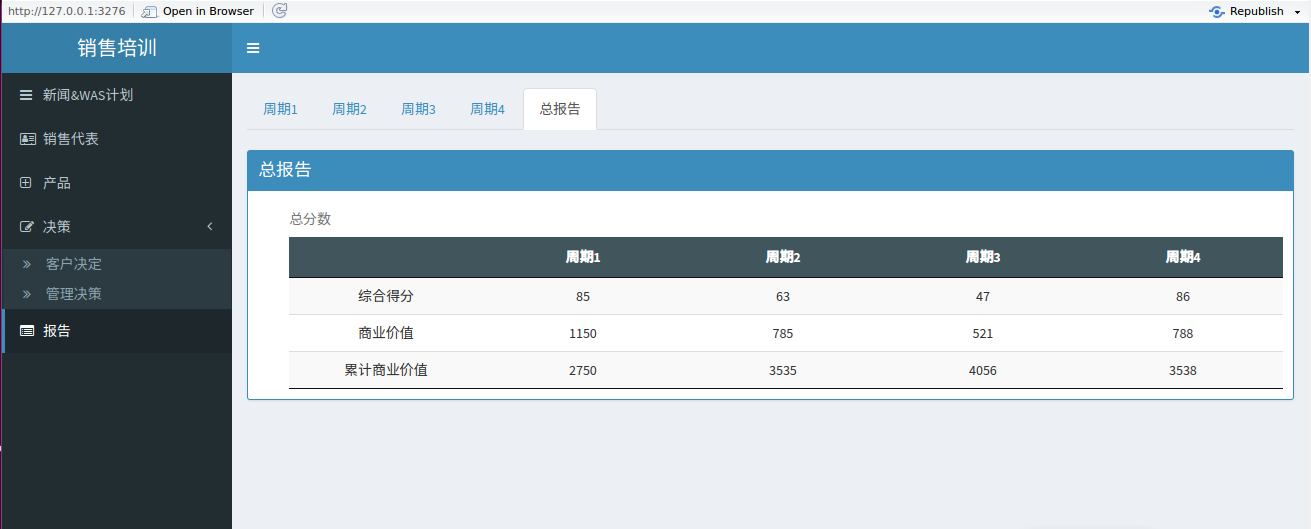 http://127.0.0.1:3276 Open in Browser Republish
销售培训
新闻&WAS计划
销售代表
产品
决策
客户决定
管理决策
报告
周期1 周期2 周期3 周期4 总报告
总报告
总分数
周期1 周期2 周期3 周期4
综合得分 85 63 47 86
商业价值 1150 785 521 788
累计商业价值 2750 3535 4056 3538